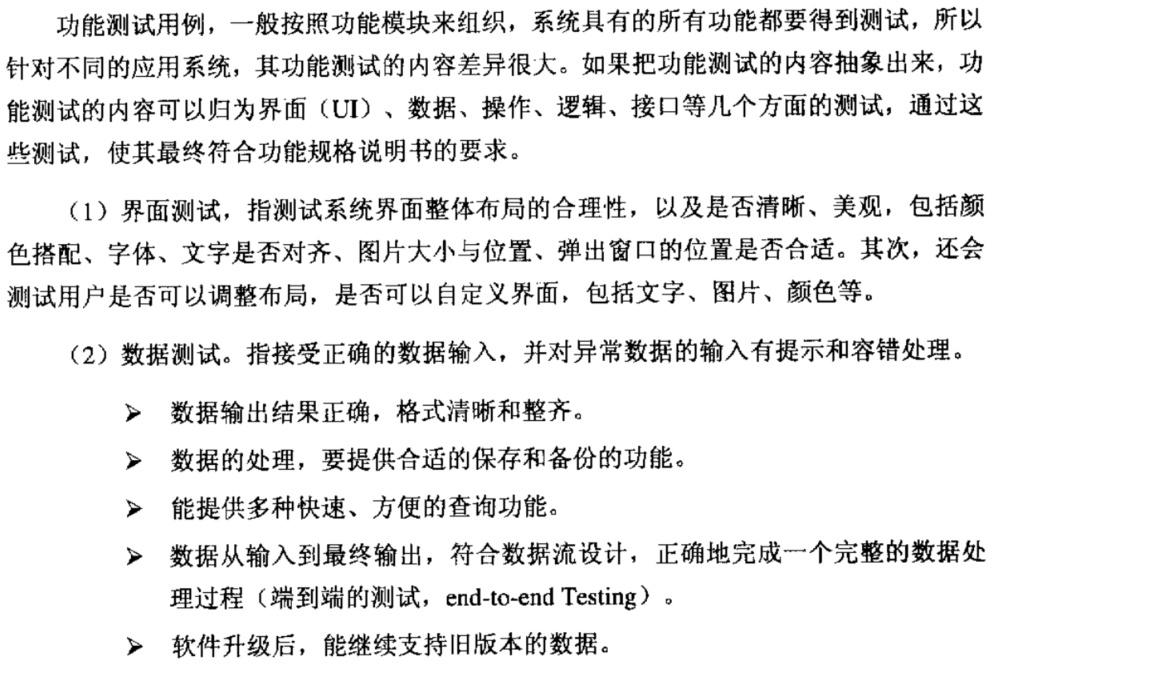 功能测试用例，一般按照功能模块来组织，系统具有的所有功能都要得到测试，所以
针对不同的应用系统，其功能测试的内容差异很大。如果把功能测试的内容抽象出来，功
能测试的内容可以归为界面（UI）、数据、操作、逻辑、接口等几个方面的测试，通过这
些测试，使其最终符合功能规格说明书的要求。
（1）界面测试，指测试系统界面整体布局的合理性，以及是否清晰、美观，包括颜
色搭配、字体、文字是否对齐、图片大小与位置、弹出窗口的位置是否合适。其次，还会
测试用户是否可以调整布局，是否可以自定义界面，包括文字、图片、颜色等。
（2）数据测试。指接受正确的数据输入，并对异常数据的输入有提示和容错处理。
➢ 数据输出结果正确，格式清晰和整齐。
➢ 数据的处理，要提供合适的保存和备份的功能。
➢ 能提供多种快速、方便的查询功能。
➢ 数据从输入到最终输出，符合数据流设计，正确地完成一个完整的数据处
理过程（端到端的测试，end-to-end Testing）。
➢ 软件升级后，能继续支持旧版本的数据。